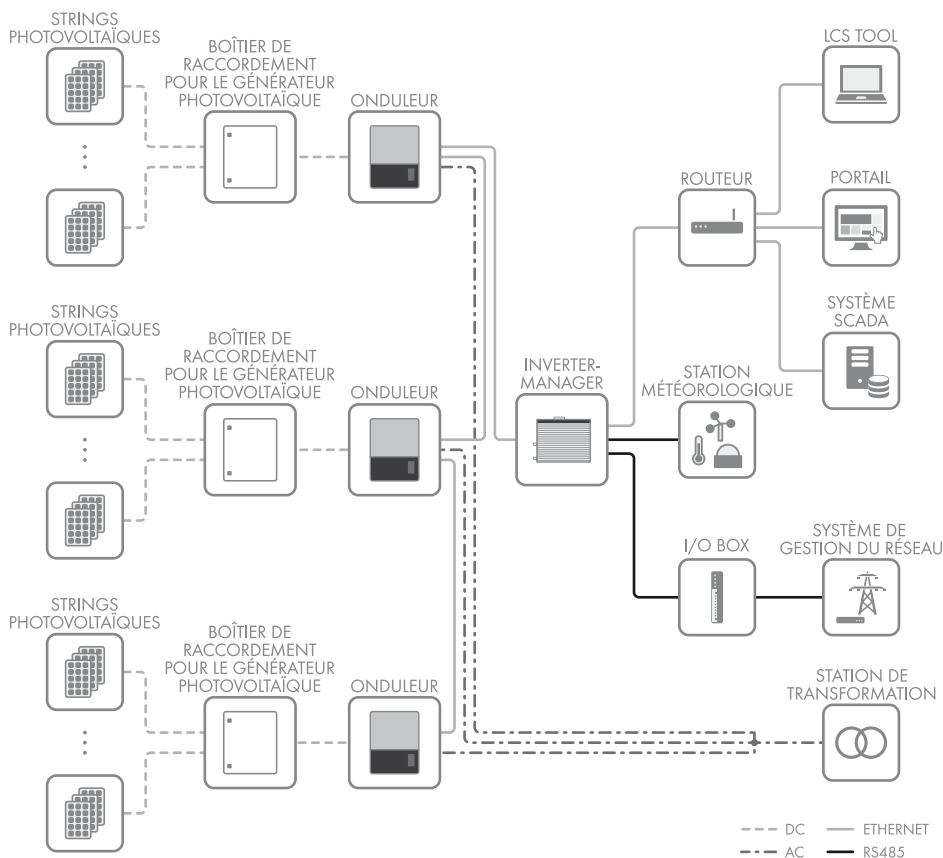 STRINGS
PHOTOVOLTAÏQUES
BOÎTIER DE
RACCORDEMENT
POUR LE GÉNÉRATEUR
PHOTOVOLTAÏQUE
ONDULEUR
LCS TOOL
ROUTEUR
PORTAIL
SYSTÈME
SCADA
STRINGS
PHOTOVOLTAÏQUES
BOÎTIER DE
RACCORDEMENT
POUR LE GÉNÉRATEUR
PHOTOVOLTAÏQUE
ONDULEUR
INVERTER-
MANAGER
STATION
MÉTÉOROLOGIQUE
I/O BOX
SYSTÈME DE
GESTION DU RÉSEAU
STRINGS
PHOTOVOLTAÏQUES
BOÎTIER DE
RACCORDEMENT
POUR LE GÉNÉRATEUR
PHOTOVOLTAÏQUE
ONDULEUR
STATION DE
TRANSFORMATION
DC
ETHERNET
AC
RS485